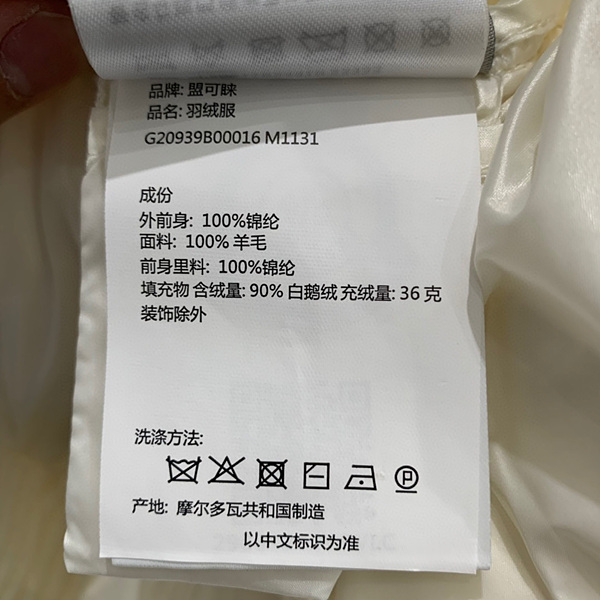 品牌: 盟可睐
品名: 羽绒服
G20939B00016 M1131
成份
外前身: 100%锦纶
面料: 100% 羊毛
前身里料: 100%锦纶
填充物 含绒量: 90% 白鹅绒 充绒量: 36 克
装饰除外
洗涤方法:
P
产地: 摩尔多瓦共和国制造
以中文标识为准